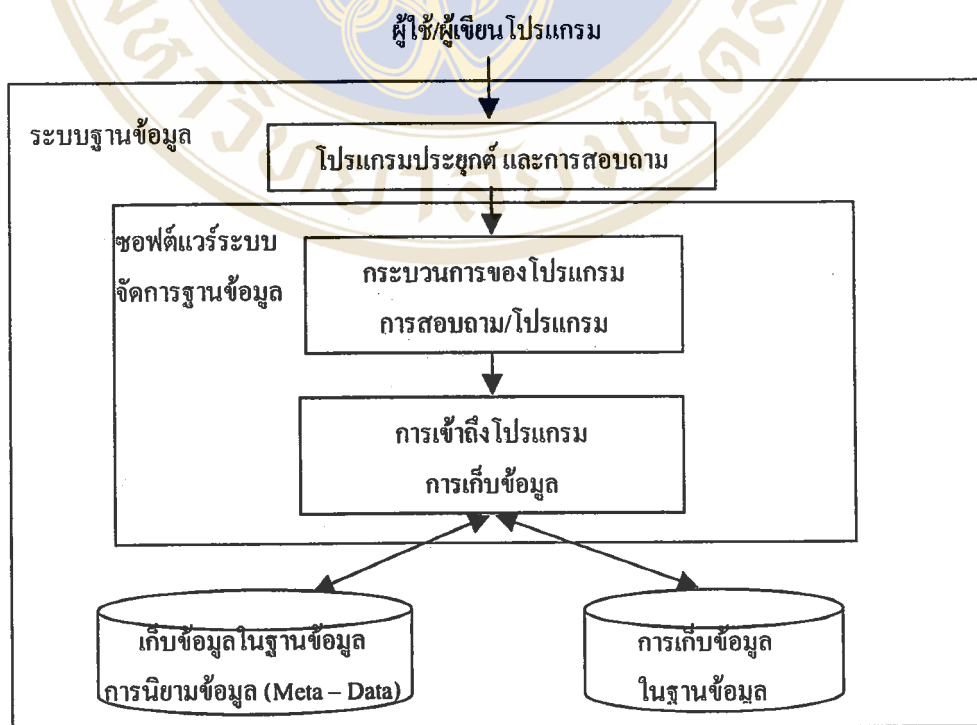 ผู้ใช้/ผู้เขียนโปรแกรม
ระบบฐานข้อมูล
โปรแกรมประยุกต์ และการสอบถาม
ซอฟต์แวร์ระบบ
จัดการฐานข้อมูล
กระบวนการของโปรแกรม
การสอบถาม/โปรแกรม
การเข้าถึงโปรแกรม
การเก็บข้อมูล
เก็บข้อมูลในฐานข้อมูล
การนิยามข้อมูล (Meta – Data)
การเก็บข้อมูล
ในฐานข้อมูล